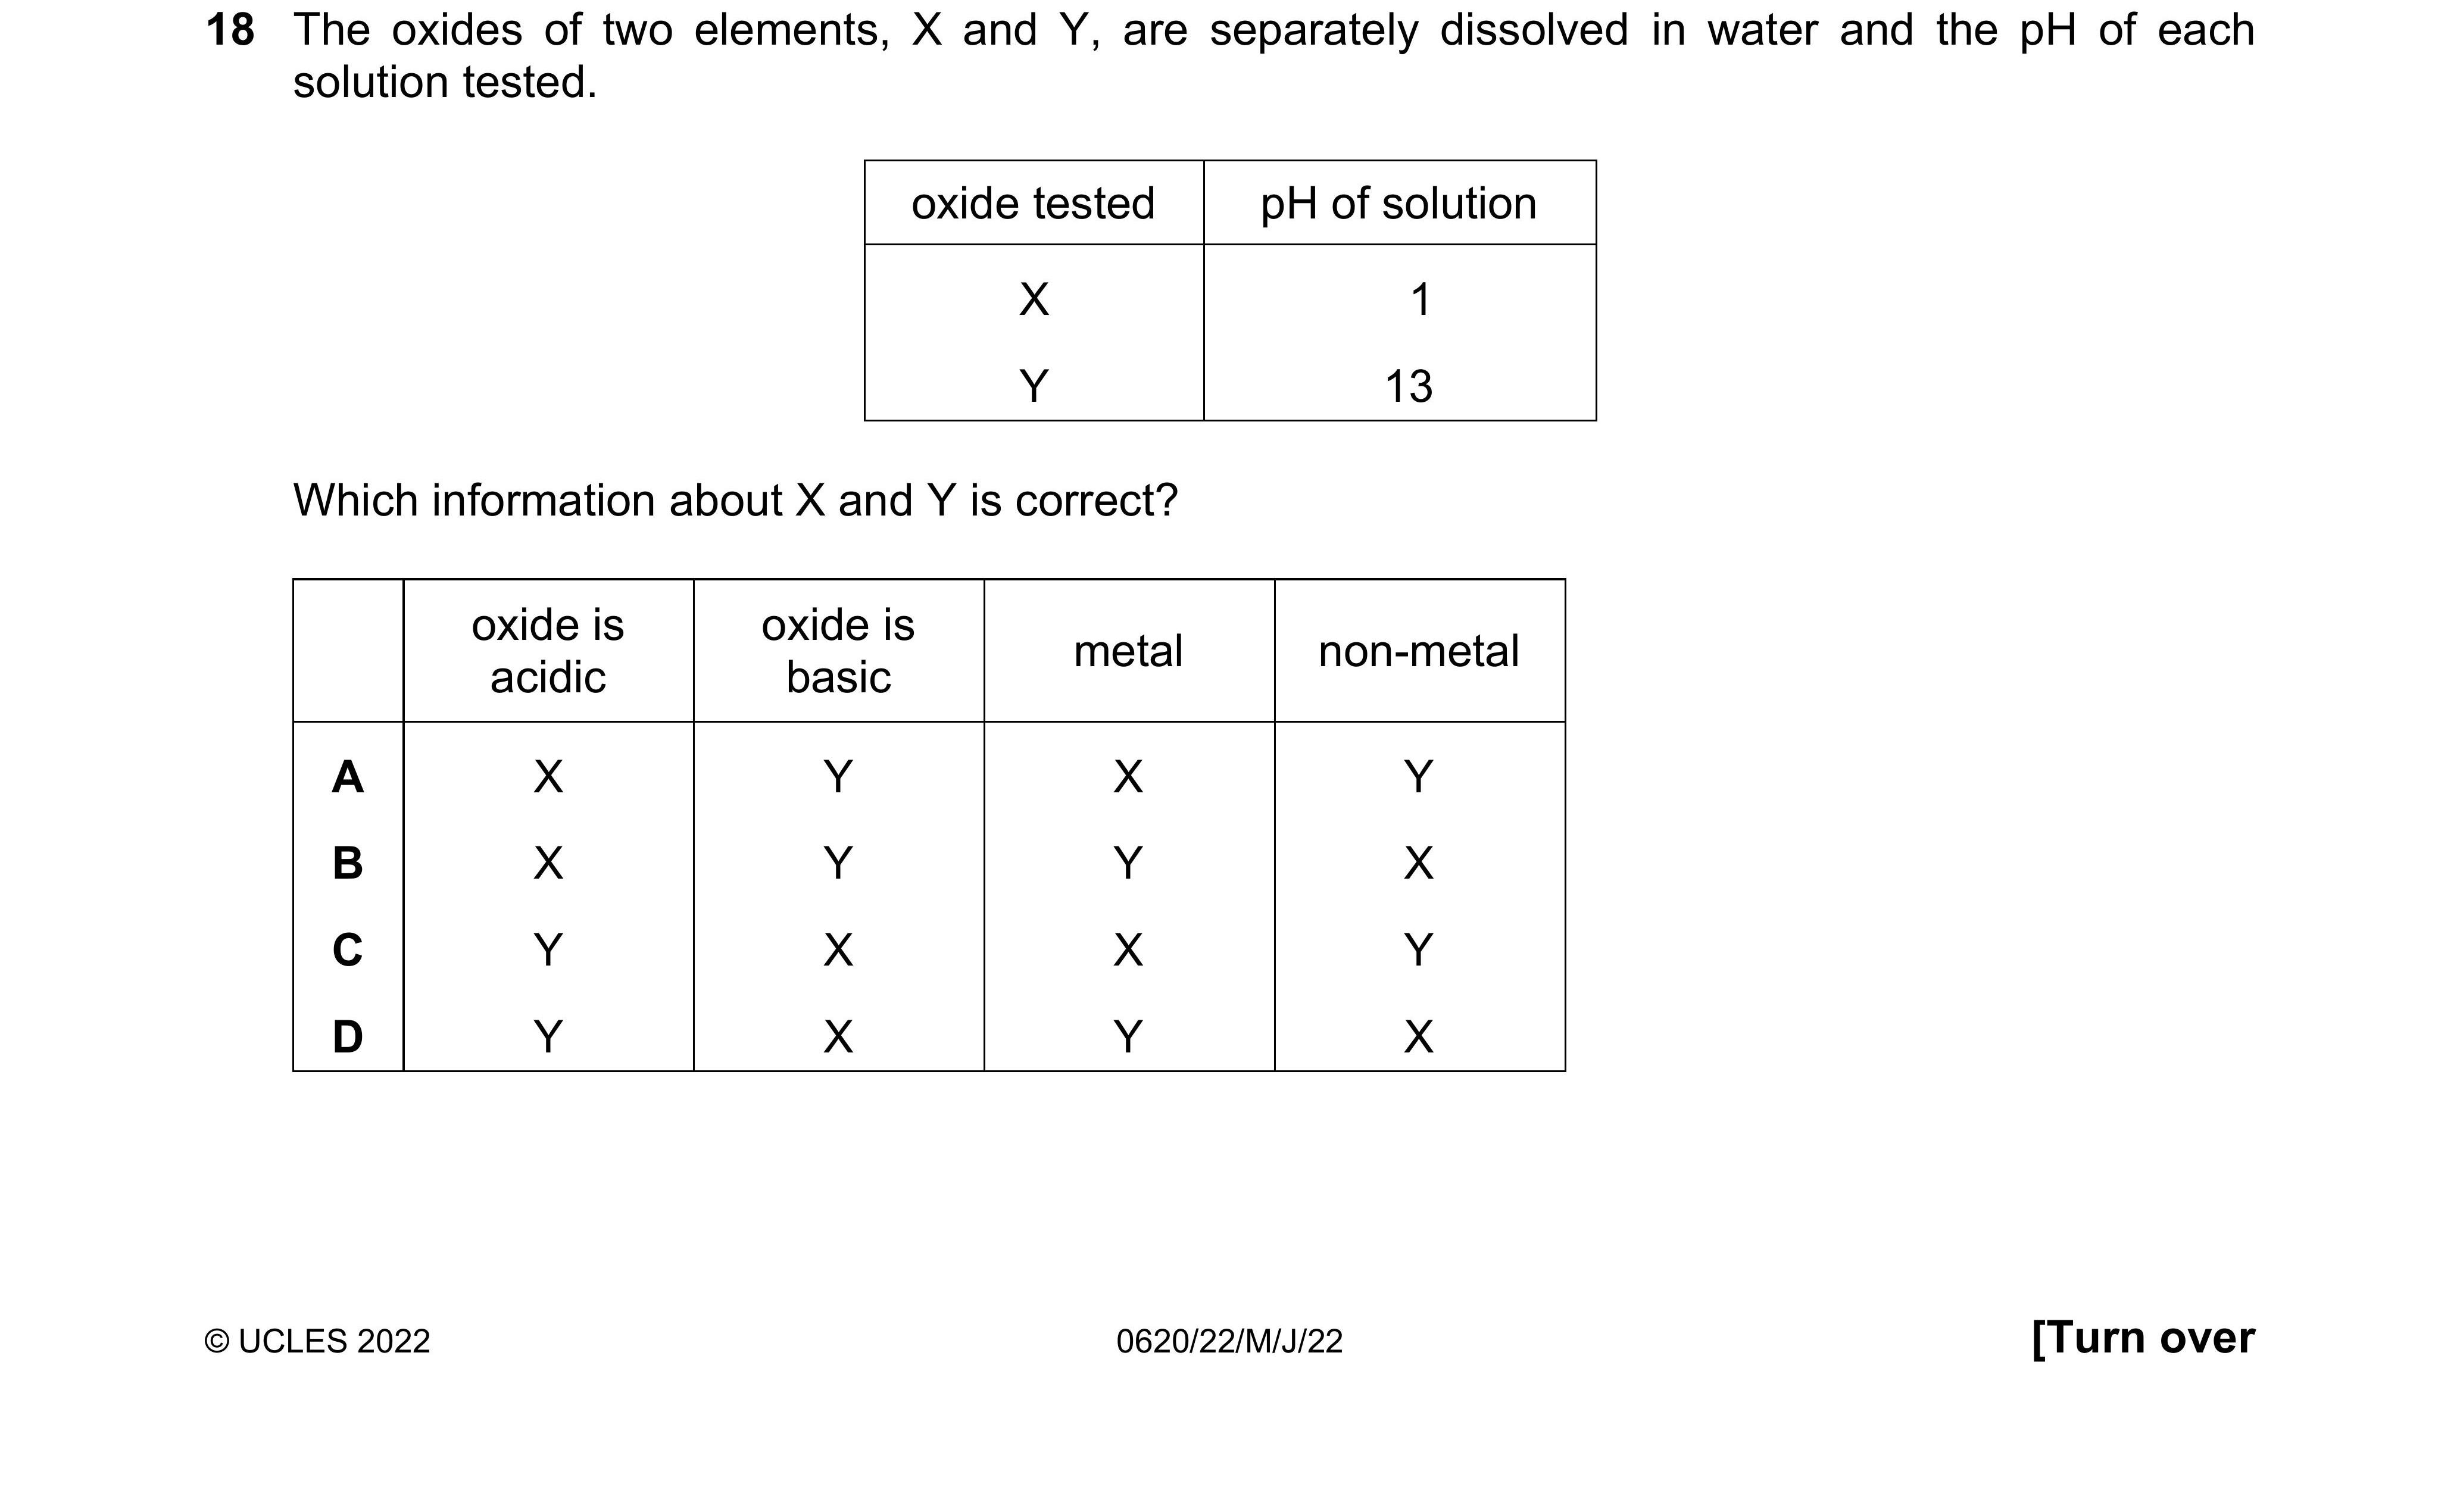 18 The oxides of two elements, X and Y, are separately dissolved in water and the pH of each
solution tested.
oxide tested pH of solution
X 1
Y 13
Which information about X and Y is correct?
oxide is acidic oxide is basic metal non-metal
A X Y X Y
B X Y Y X
C Y X X Y
D Y X Y X
© UCLES 2022 0620/22/M/J/22 [Turn over